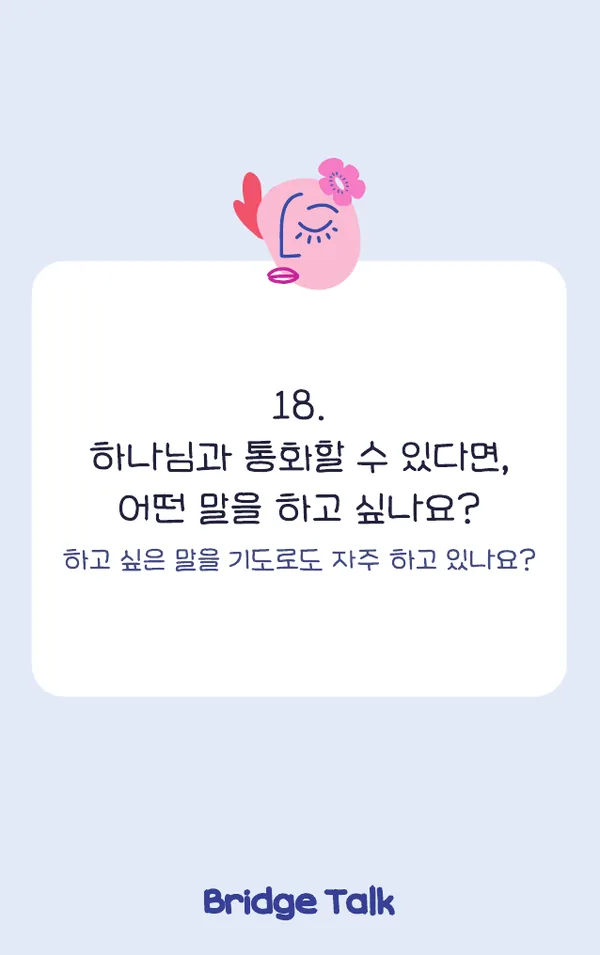 18.
하나님과 통화할 수 있다면,
어떤 말을 하고 싶나요?
하고 싶은 말을 기도로도 자주 하고 있나요?
Bridge Talk